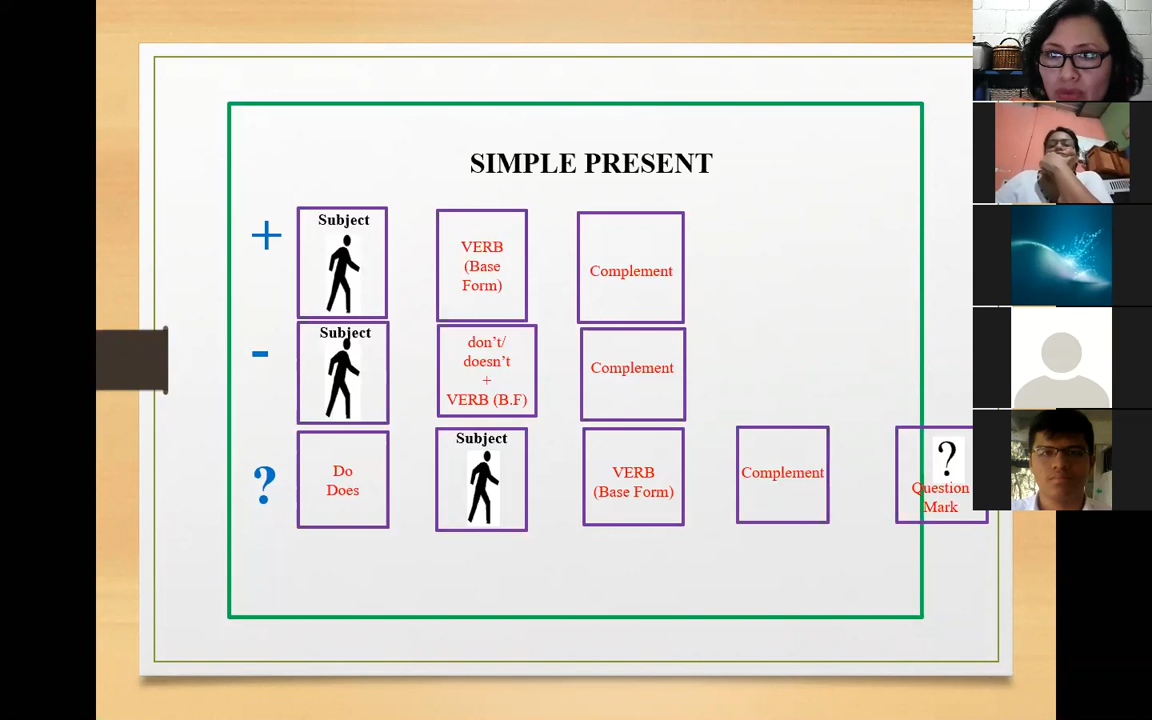 SIMPLE PRESENT
+
Subject
VERB
(Base
Form)
Complement
-
Subject
don't/
doesn't
+
VERB (B.F)
Complement
?
Do
Does
Subject
VERB
(Base Form)
Complement
?
Question
Mark